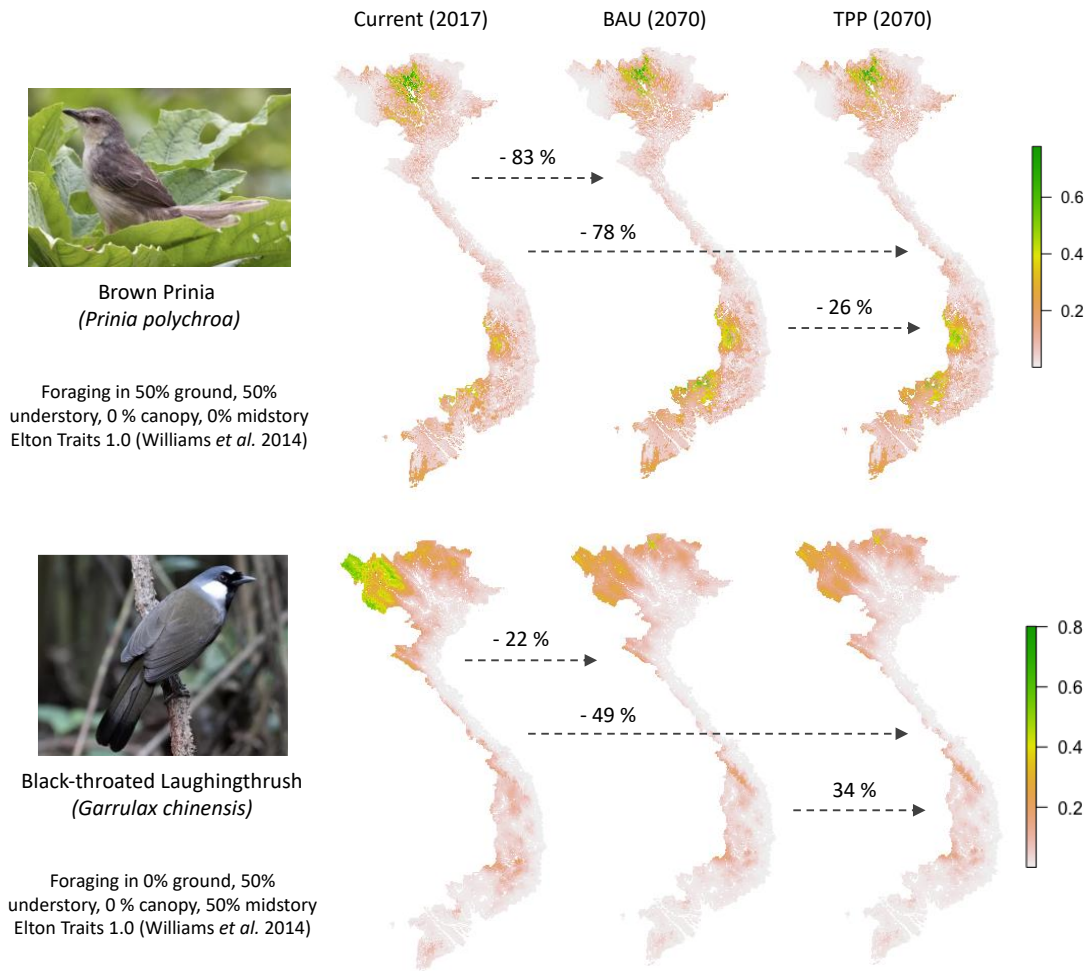 Current (2017)
BAU (2070)
TPP (2070)
- 83 %
- 78 %
- 26 %
0.6
0.4
0.2
Brown Prinia
(Prinia polychroa)
Foraging in 50% ground, 50%
understory, 0 % canopy, 0% midstory
Elton Traits 1.0 (Williams et al. 2014)
- 22 %
- 49 %
34 %
0.8
0.6
0.4
0.2
Black-throated Laughingthrush
(Garrulax chinensis)
Foraging in 0% ground, 50%
understory, 0 % canopy, 50% midstory
Elton Traits 1.0 (Williams et al. 2014)